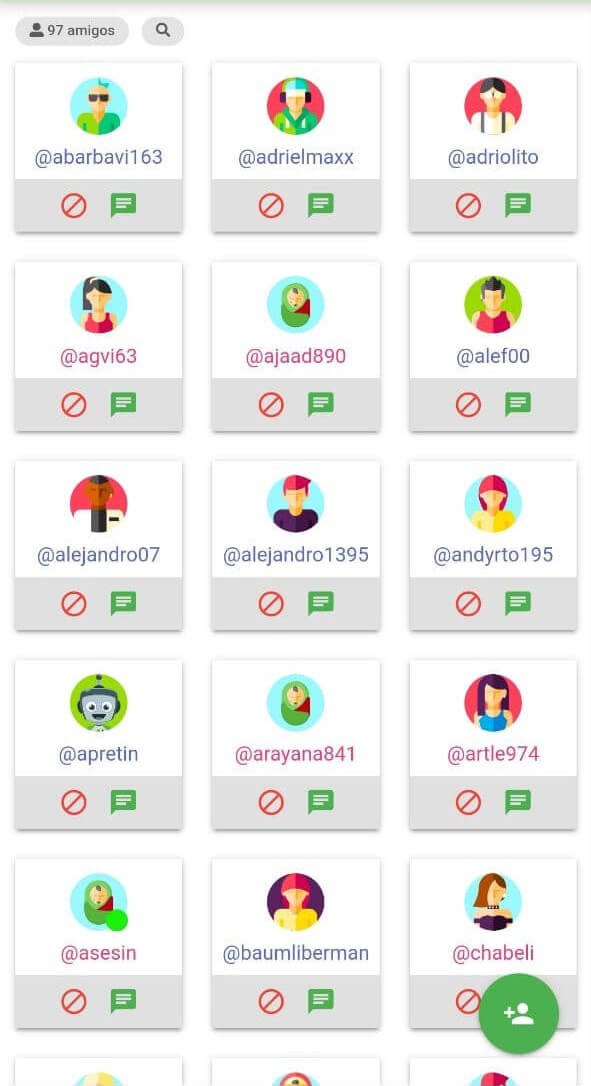 97 amigos
@abarbavi163
@adrielmaxx
@adriolito
@agvi63
@ajaad890
@alef00
@alejandro07
@alejandro1395
@andyrto195
@apretin
@arayana841
@artle974
@asesin
@baumliberman
@chabeli